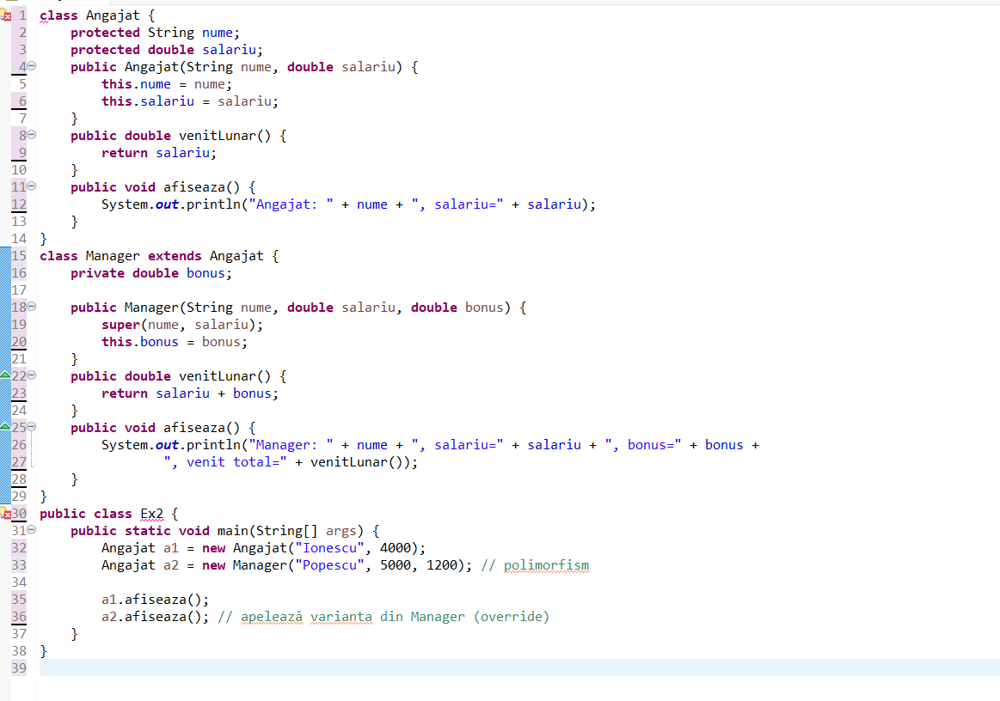 1 class Angajat {
2 protected String nume;
3 protected double salariu;
4 public Angajat(String nume, double salariu) {
5 this.nume = nume;
6 this.salariu = salariu;
7 }
8 public double venitLunar() {
9 return salariu;
10 }
11 public void afiseaza() {
12 System.out.println("Angajat: " + nume + ", salariu=" + salariu);
13 }
14 }
15 class Manager extends Angajat {
16 private double bonus;
17
18 public Manager(String nume, double salariu, double bonus) {
19 super(nume, salariu);
20 this.bonus = bonus;
21 }
22 public double venitLunar() {
23 return salariu + bonus;
24 }
25 public void afiseaza() {
26 System.out.println("Manager: " + nume + ", salariu=" + salariu + ", bonus=" + bonus +
27 ", venit total=" + venitLunar());
28 }
29 }
30 public class Ex2 {
31 public static void main(String[] args) {
32 Angajat a1 = new Angajat("Ionescu", 4000);
33 Angajat a2 = new Manager("Popescu", 5000, 1200); // polimorfism
34
35 a1.afiseaza();
36 a2.afiseaza(); // apelează varianta din Manager (override)
37 }
38 }
39